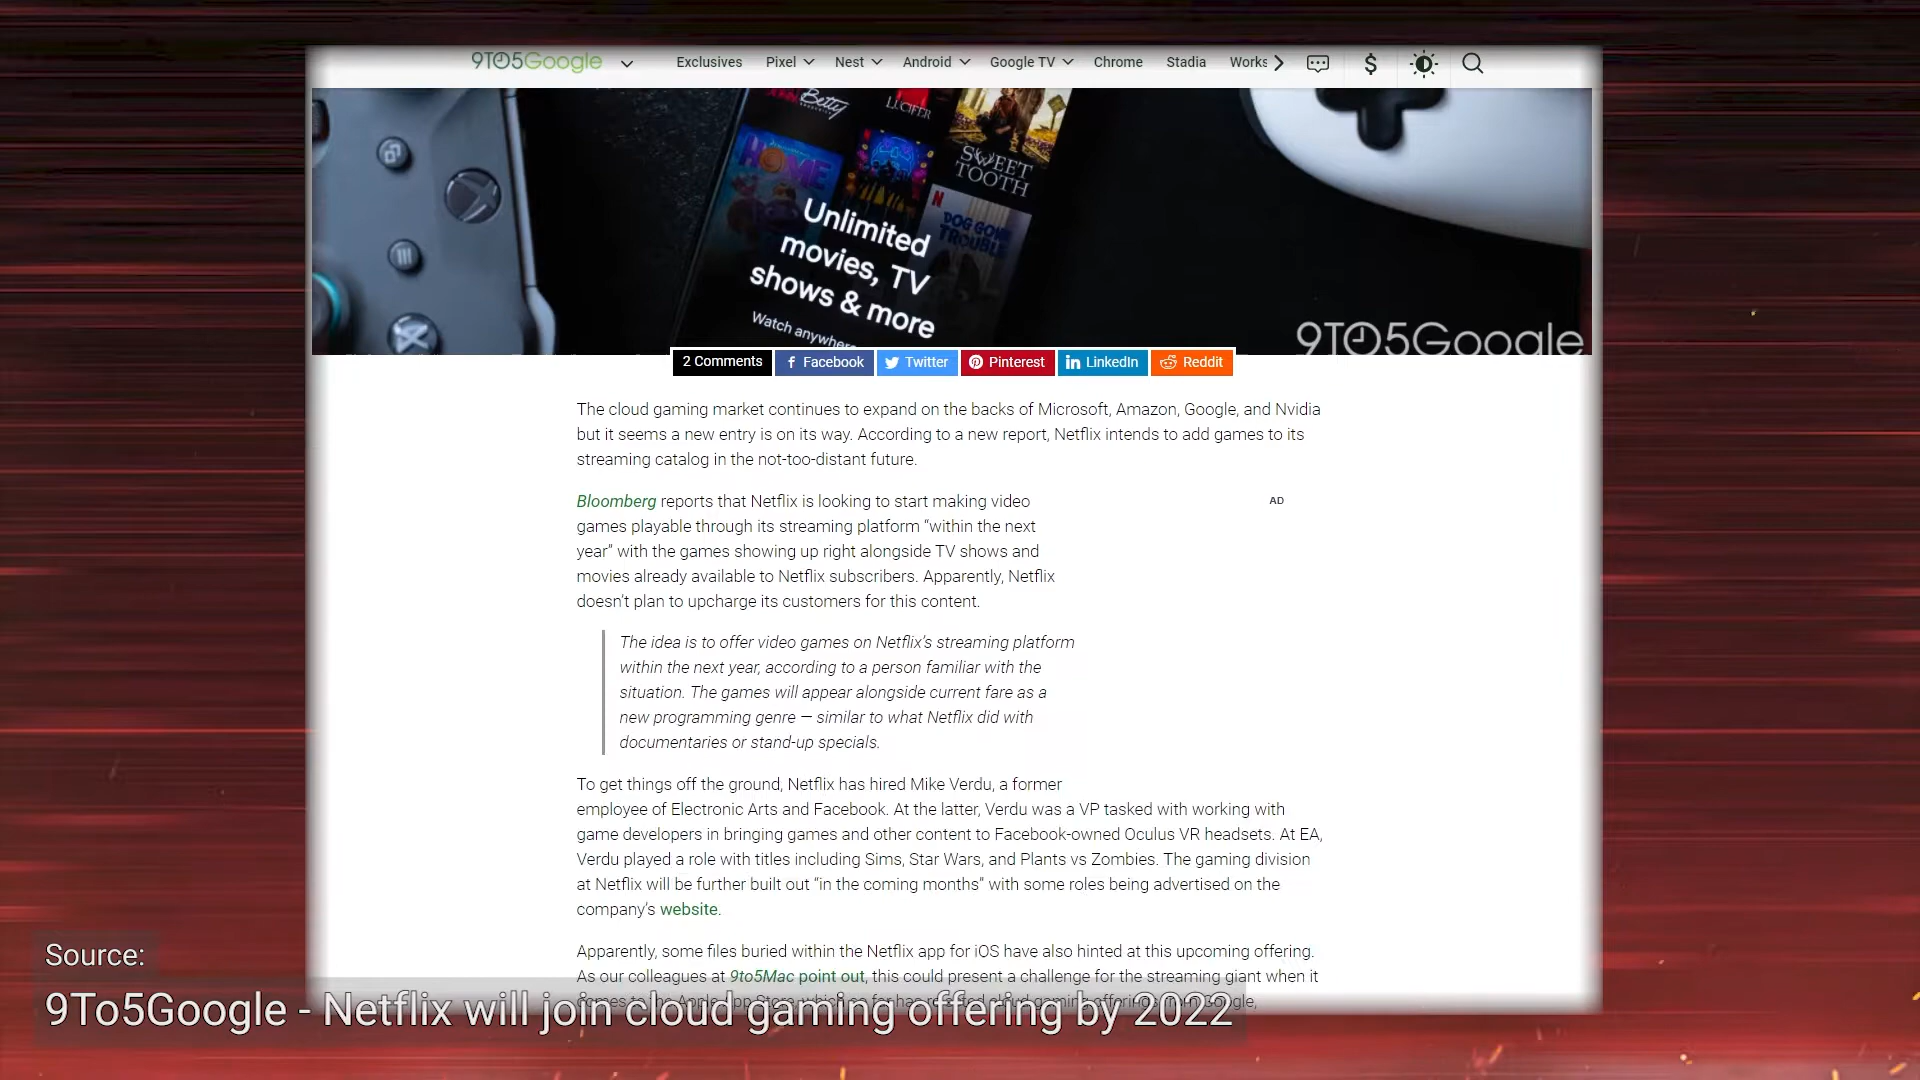 9TO5Google
Exclusives Pixel Nest Android Google TV Chrome Stadia Works
Betty
LUCIFER
HOME
SWEET
TOOTH
N
DOG GONE
TROUBLE
Unlimited
movies, TV
shows & more
Watch anywhere
9TO5Google
2 Comments Facebook Twitter Pinterest LinkedIn Reddit
The cloud gaming market continues to expand on the backs of Microsoft, Amazon, Google, and Nvidia
but it seems a new entry is on its way. According to a new report, Netflix intends to add games to its
streaming catalog in the not-too-distant future.
Bloomberg reports that Netflix is looking to start making video
games playable through its streaming platform “within the next
year” with the games showing up right alongside TV shows and
movies already available to Netflix subscribers. Apparently, Netflix
doesn’t plan to upcharge its customers for this content.
AD
The idea is to offer video games on Netflix’s streaming platform
within the next year, according to a person familiar with the
situation. The games will appear alongside current fare as a
new programming genre — similar to what Netflix did with
documentaries or stand-up specials.
To get things off the ground, Netflix has hired Mike Verdu, a former
employee of Electronic Arts and Facebook. At the latter, Verdu was a VP tasked with working with
game developers in bringing games and other content to Facebook-owned Oculus VR headsets. At EA,
Verdu played a role with titles including Sims, Star Wars, and Plants vs Zombies. The gaming division
at Netflix will be further built out “in the coming months” with some roles being advertised on the
company’s website.
Apparently, some files buried within the Netflix app for iOS have also hinted at this upcoming offering.
As our colleagues at 9to5Mac point out, this could present a challenge for the streaming giant when it
Source:
9To5Google - Netflix will join cloud gaming offering by 2022